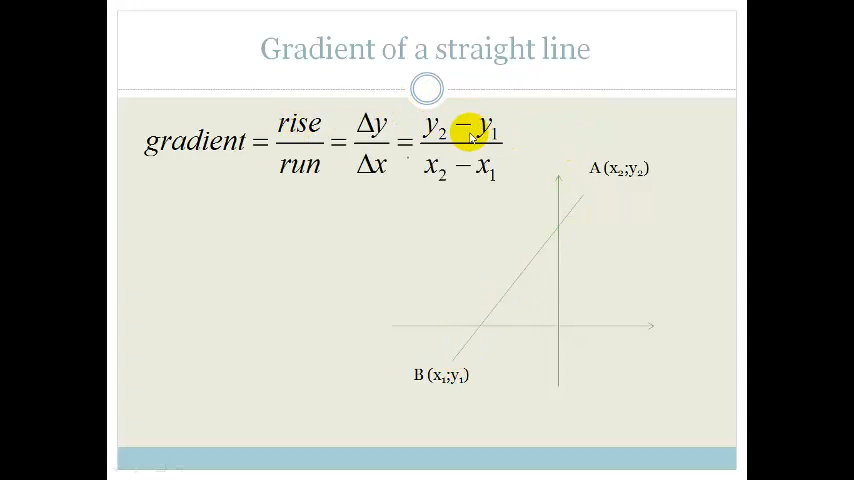 Gradient of a straight line
gradient = rise/run = Δy/Δx = y₂ − y₁/x₂ − x₁
A (x₂;y₂)
B (x₁;y₁)